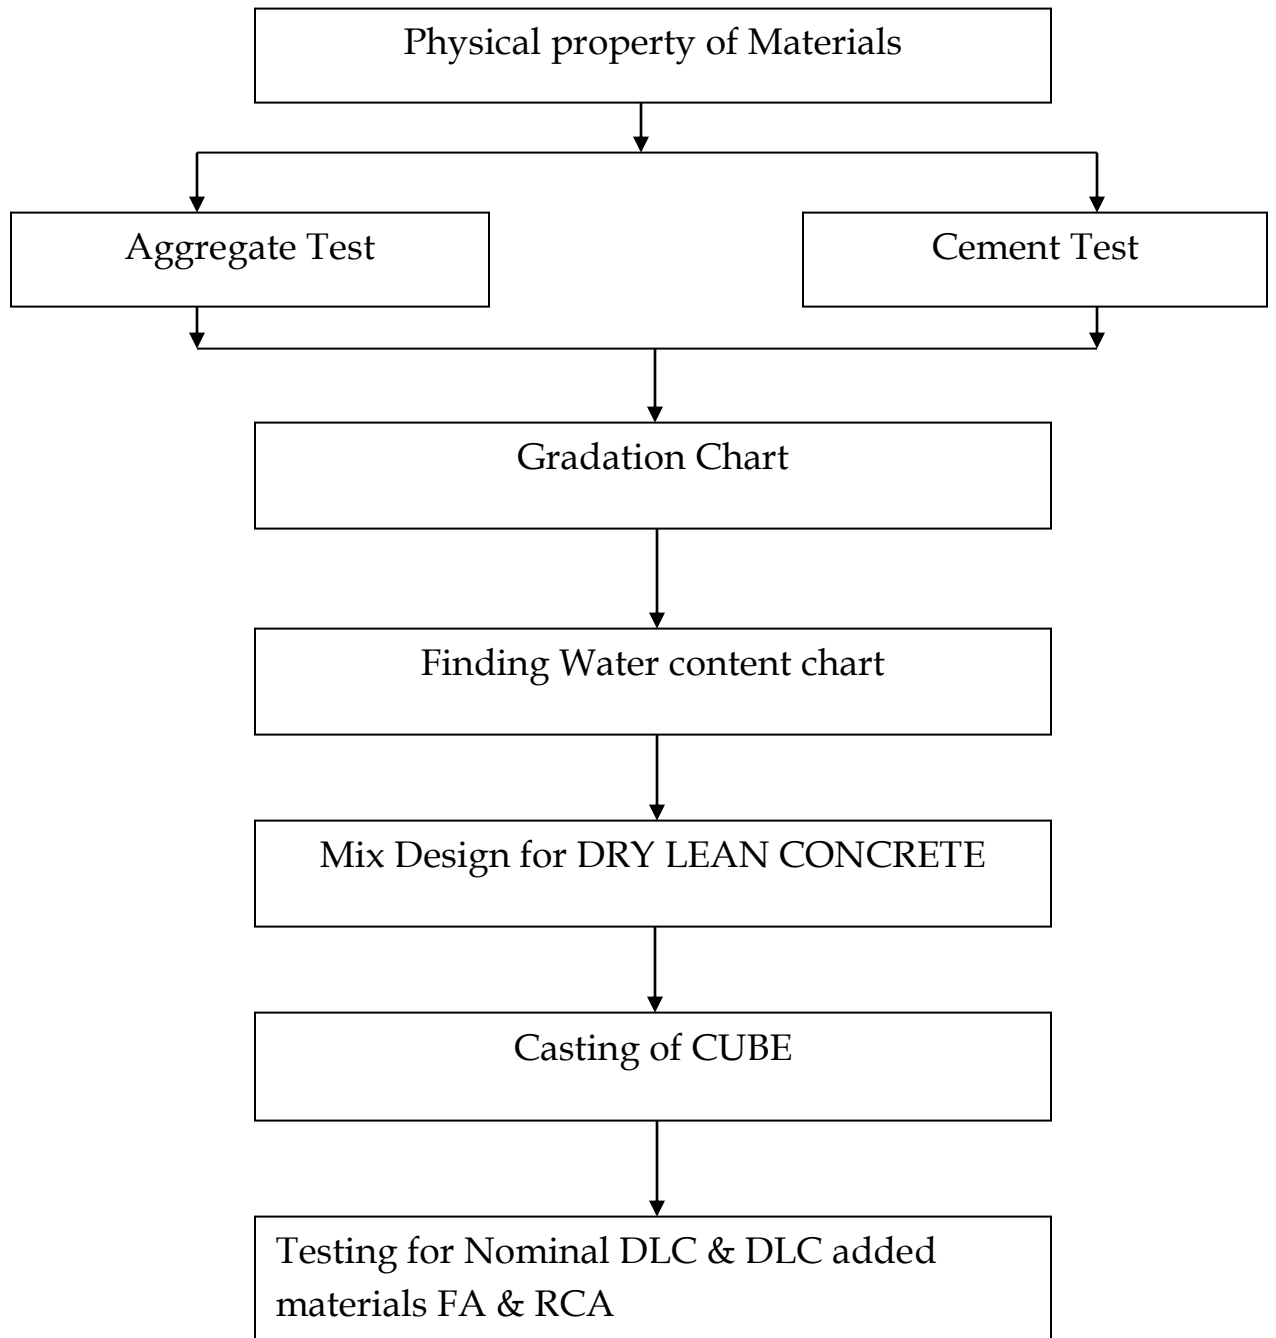 Physical property of Materials
Aggregate Test
Cement Test
Gradation Chart
Finding Water content chart
Mix Design for DRY LEAN CONCRETE
Casting of CUBE
Testing for Nominal DLC & DLC added
materials FA & RCA